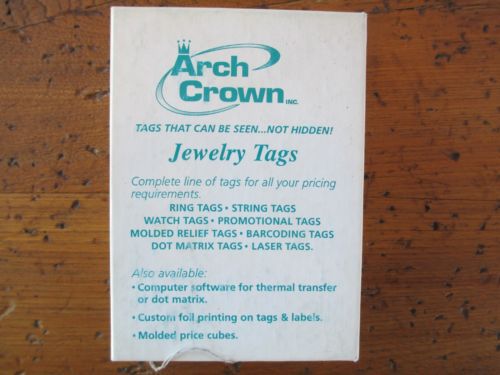 Arch
Crown INC.
TAGS THAT CAN BE SEEN...NOT HIDDEN!
Jewelry Tags
Complete line of tags for all your pricing
requirements.
RING TAGS • STRING TAGS
WATCH TAGS • PROMOTIONAL TAGS
MOLDED RELIEF TAGS • BARCODING TAGS
DOT MATRIX TAGS • LASER TAGS.
Also available:
• Computer software for thermal transfer
or dot matrix.
• Custom foil printing on tags & labels.
• Molded price cubes.